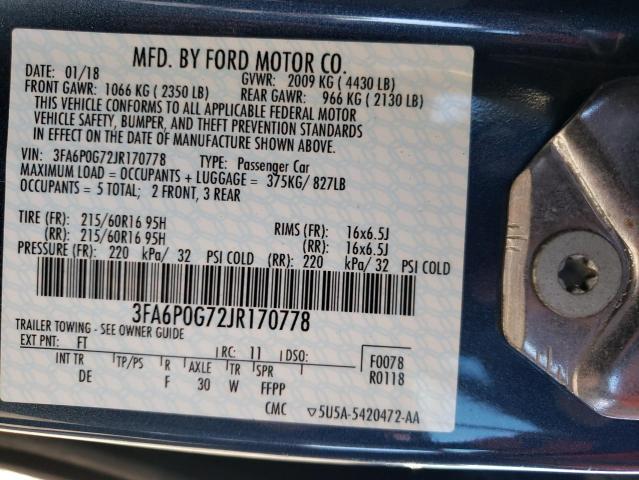 MFD. BY FORD MOTOR CO.
DATE: 01/18 GVWR: 2009 KG ( 4430 LB)
FRONT GAWR: 1066 KG ( 2350 LB) REAR GAWR: 966 KG ( 2130 LB)
THIS VEHICLE CONFORMS TO ALL APPLICABLE FEDERAL MOTOR
VEHICLE SAFETY, BUMPER, AND THEFT PREVENTION STANDARDS
IN EFFECT ON THE DATE OF MANUFACTURE SHOWN ABOVE.
VIN: 3FA6P0G72JR170778 TYPE: Passenger Car
MAXIMUM LOAD = OCCUPANTS + LUGGAGE = 375KG/ 827LB
OCCUPANTS = 5 TOTAL; 2 FRONT, 3 REAR
TIRE (FR): 215/60R16 95H RIMS (FR): 16x6.5J
(RR): 215/60R16 95H (RR): 16x6.5J
PRESSURE (FR): 220 kPa/ 32 PSI COLD (RR): 220 kPa/ 32 PSI COLD
3FA6P0G72JR170778
TRAILER TOWING - SEE OWNER GUIDE
EXT PNT: FT RC: 11 DSO: F0078
INT TR TP/PS R AXLE TR SPR R0118
DE F 30 W FFPP
CMC ▽5U5A-5420472-AA